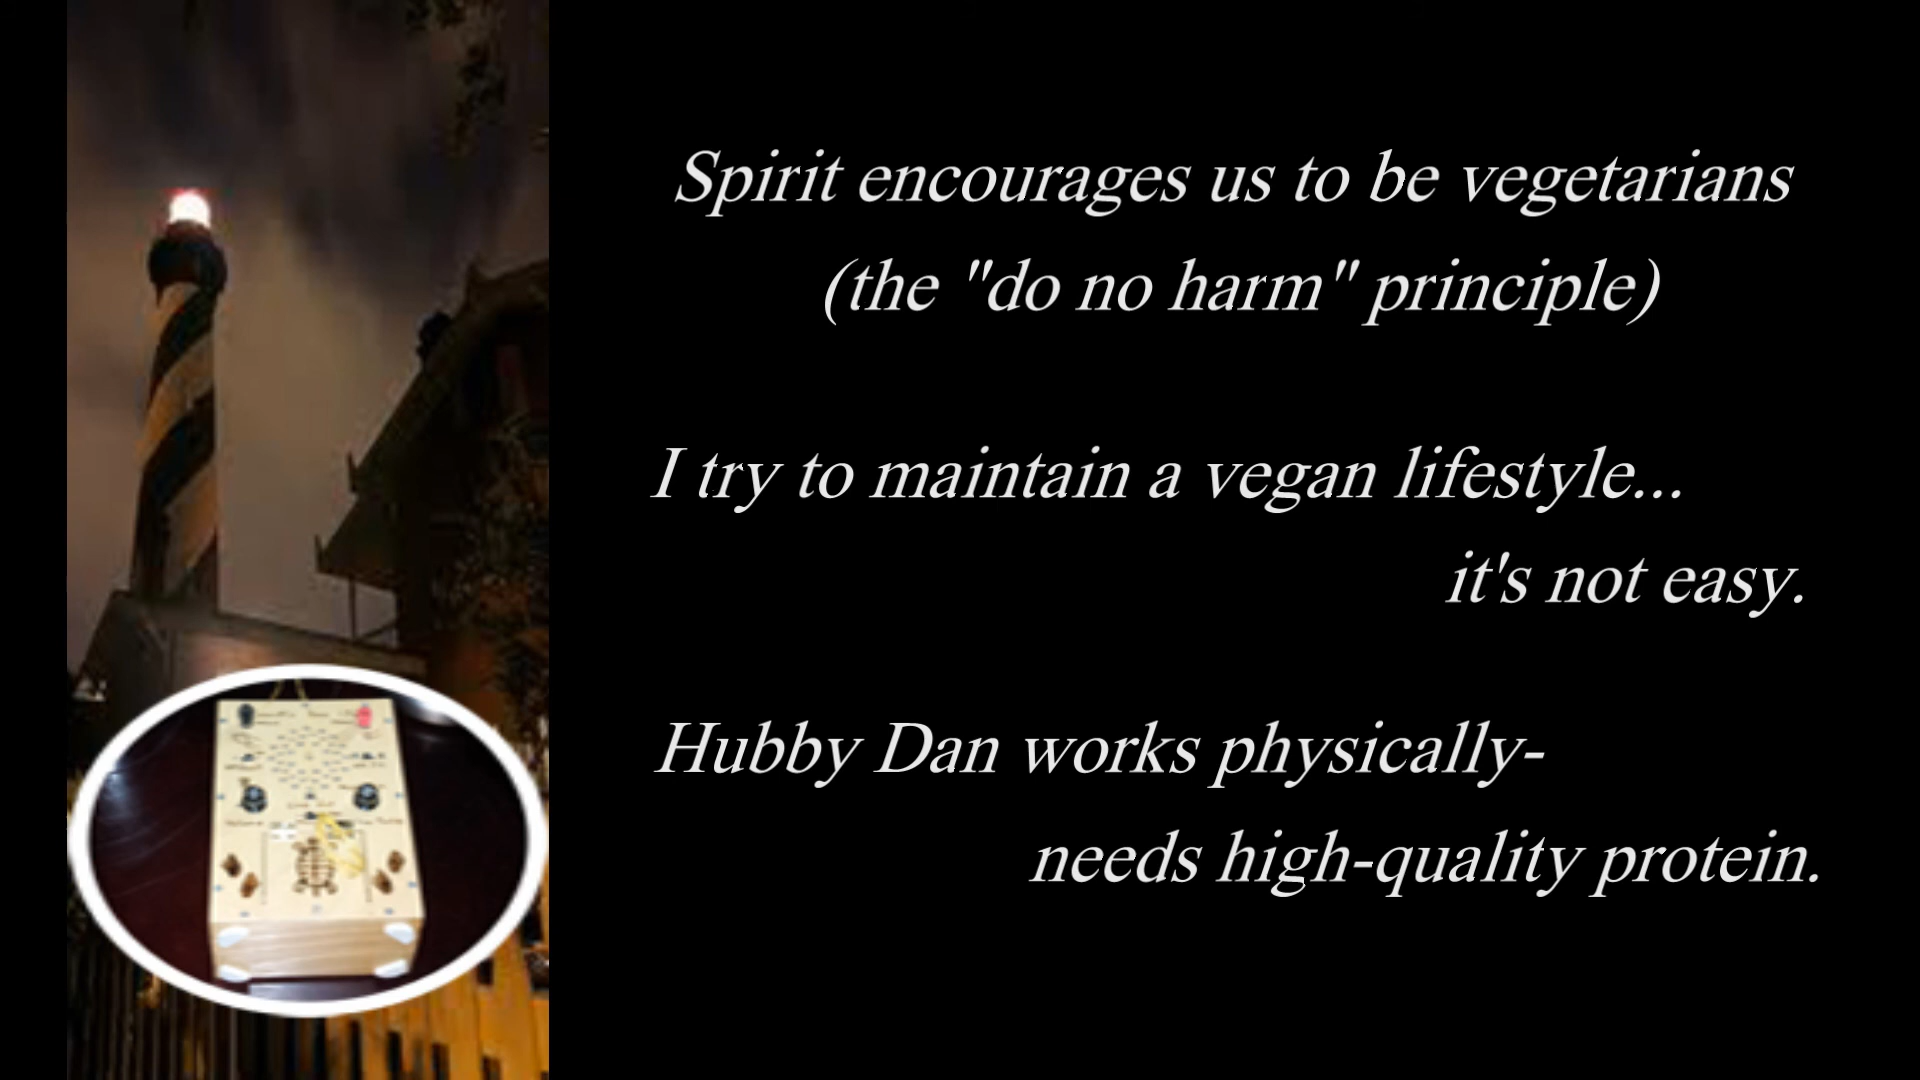 Spirit encourages us to be vegetarians
(the "do no harm" principle)
I try to maintain a vegan lifestyle...
it's not easy.
Hubby Dan works physically-
needs high-quality protein.